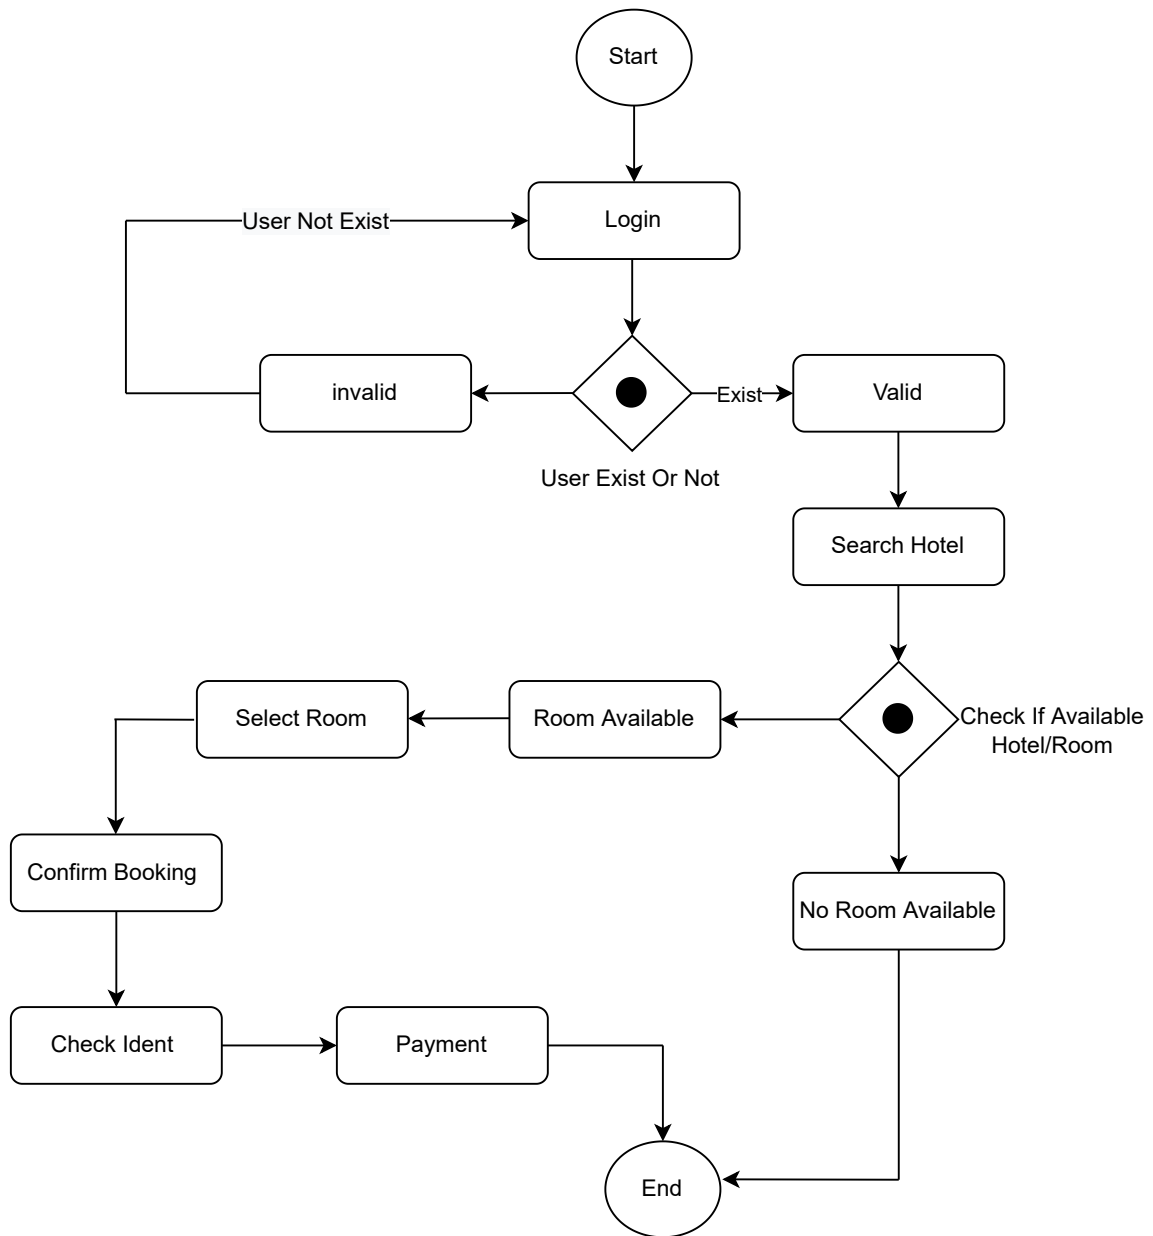 Start
User Not Exist
Login
invalid
Exist
Valid
User Exist Or Not
Search Hotel
Select Room
Room Available
Check If Available
Hotel/Room
Confirm Booking
No Room Available
Check Ident
Payment
End